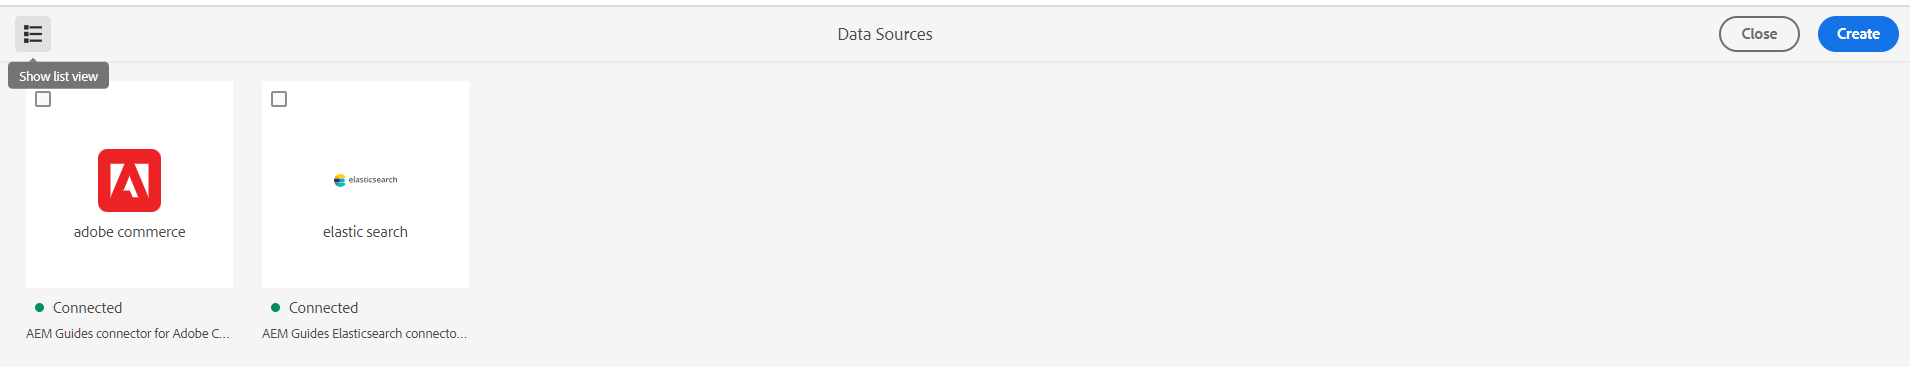 Data Sources
Close
Create
Show list view
adobe commerce
elasticsearch
elastic search
Connected
Connected
AEM Guides connector for Adobe C...
AEM Guides Elasticsearch connecto...